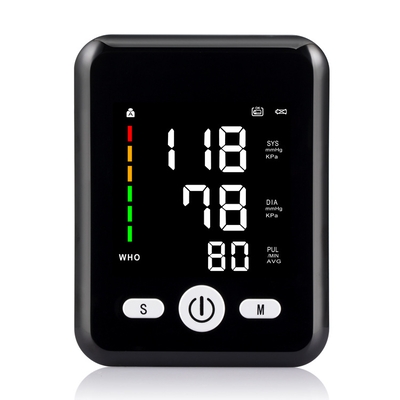 118
SYS
mmHg
KPa
78
DIA
mmHg
KPa
80
PUL
/MIN
AVG
WHO
S
M